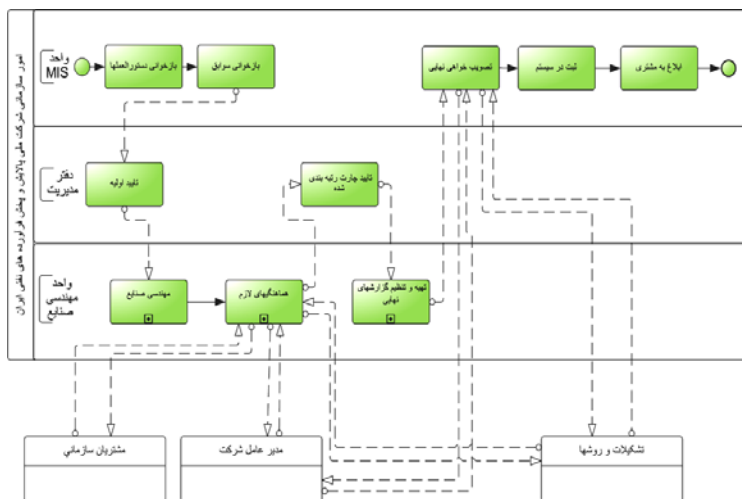 امور سازمانی شرکت ملی پالایش و پخش فرآورده های نفتی ایران
واحد
MIS
بازخوانی دستورالعملها
بازخوانی سوابق
تصویب خواهی نهایی
ثبت در سیستم
ابلاغ به مشتری
دفتر
مدیریت
تایید اولیه
تایید چارت رتبه بندی
شده
واحد
مهندسی
صنایع
مهندسی صنایع
هماهنگیهای لازم
تهیه و تنظیم گزارشهای
نهایی
مشتریان سازمانی
مدیر عامل شرکت
تشکیلات و روشها